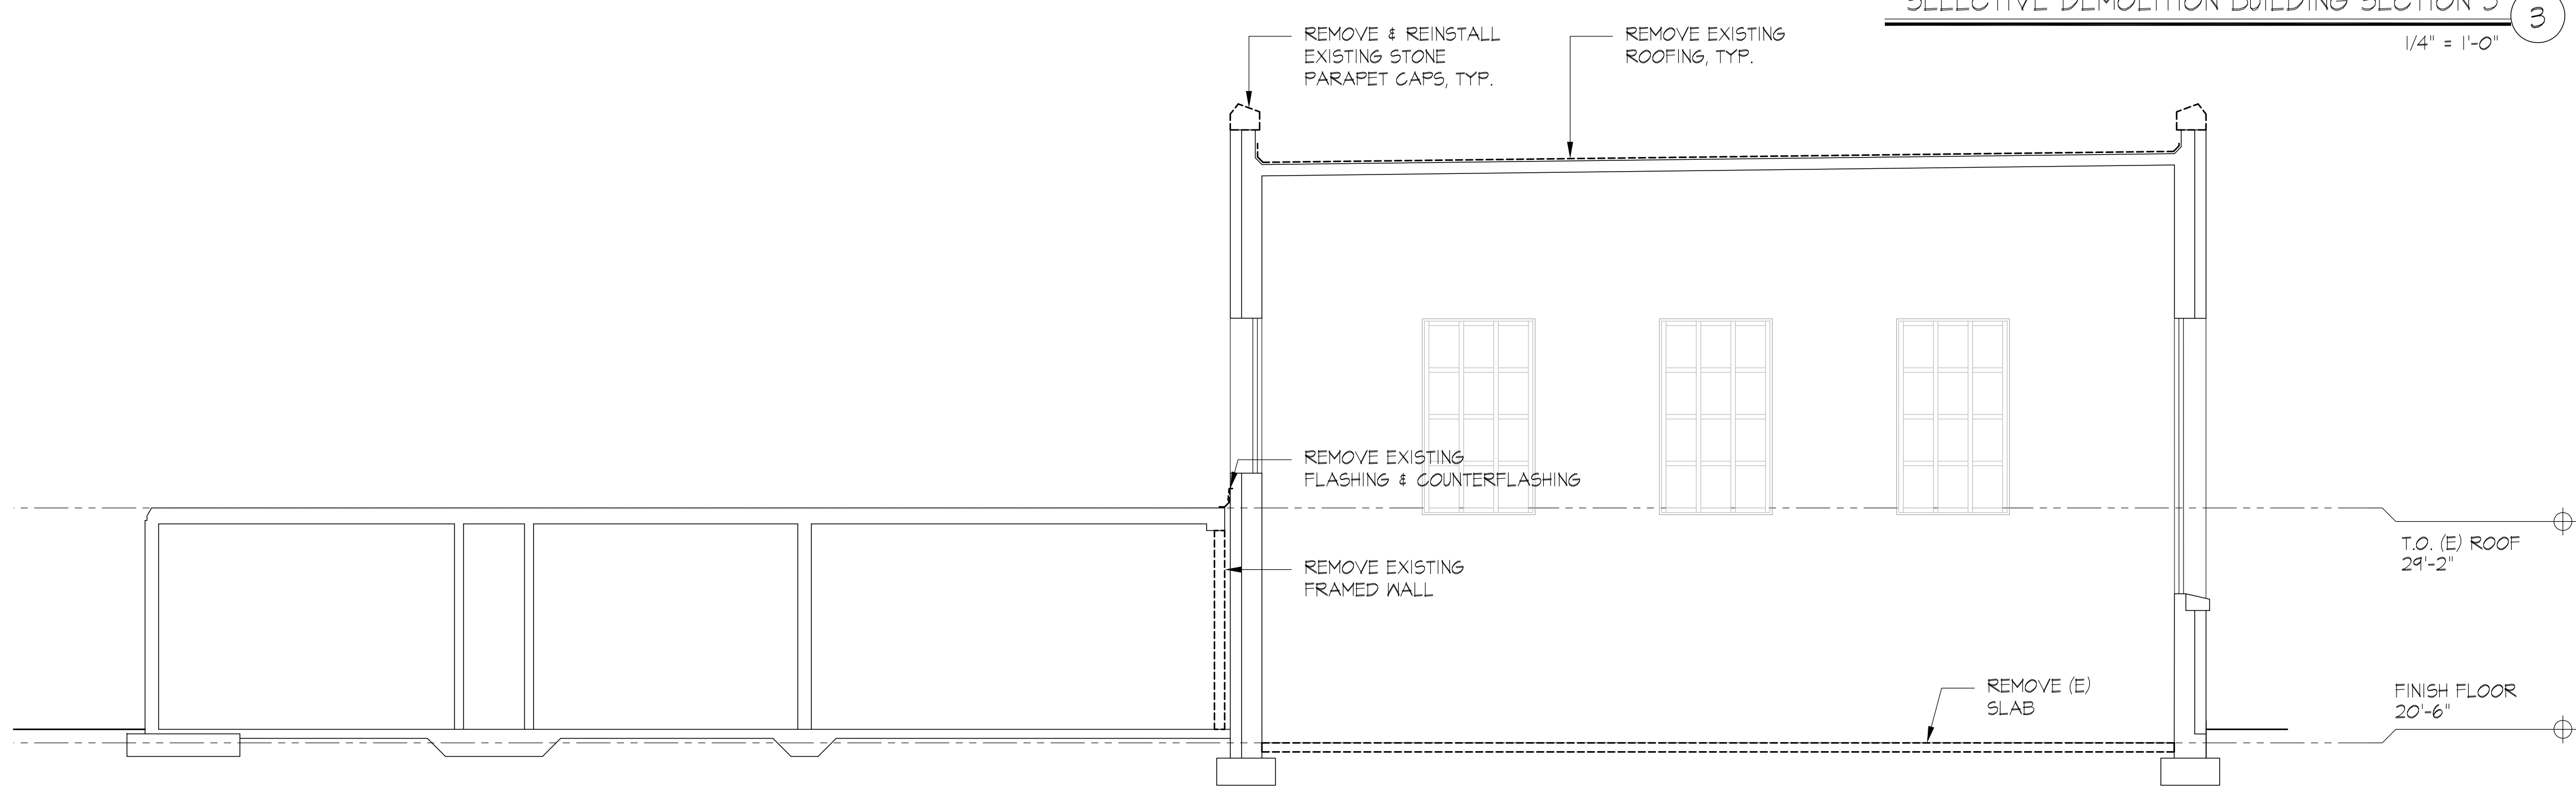 SELECTIVE DEMOLITION BUILDING SECTION 3
3
1/4" = 1'-0"
REMOVE & REINSTALL
EXISTING STONE
PARAPET CAPS, TYP.
REMOVE EXISTING
ROOFING, TYP.
REMOVE EXISTING
FLASHING & COUNTERFLASHING
T.O. (E) ROOF
29'-2"
REMOVE EXISTING
FRAMED WALL
REMOVE (E)
SLAB
FINISH FLOOR
20'-6"